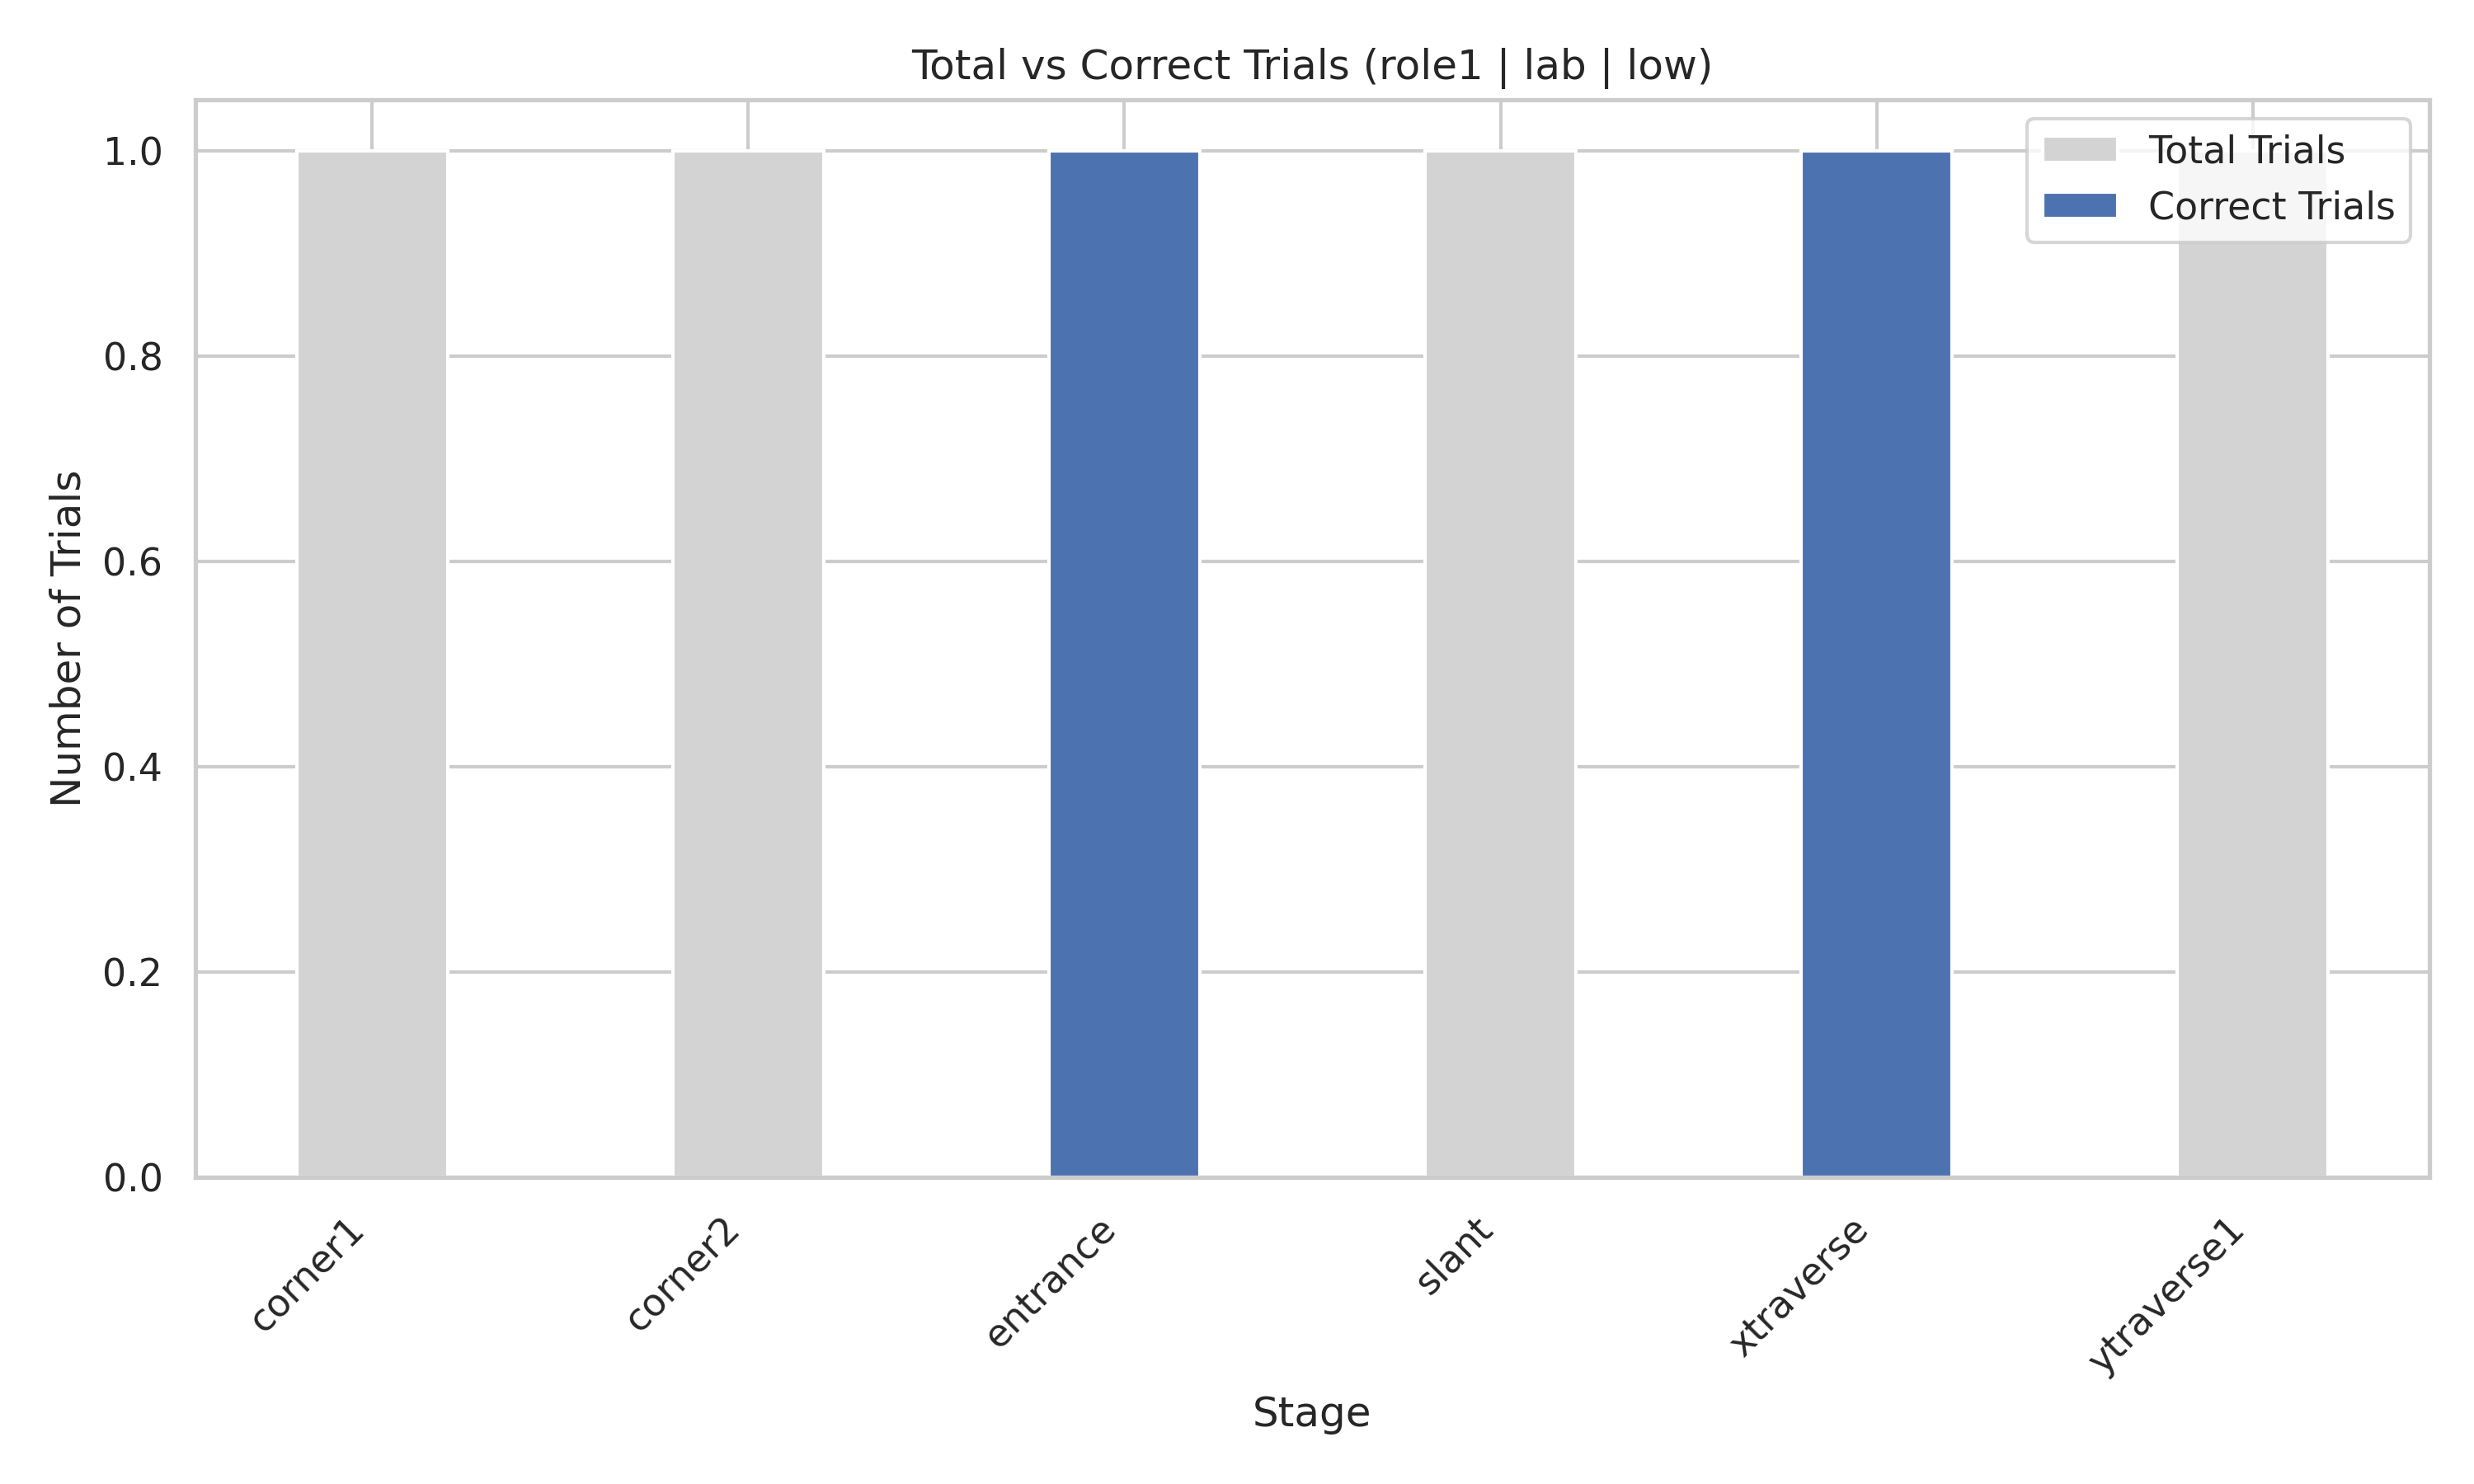 Total vs Correct Trials (role1 | lab | low)
Total Trials
Correct Trials
Number of Trials
1.0
0.8
0.6
0.4
0.2
0.0
corner1
corner2
entrance
slant
xtraverse
ytraverse1
Stage